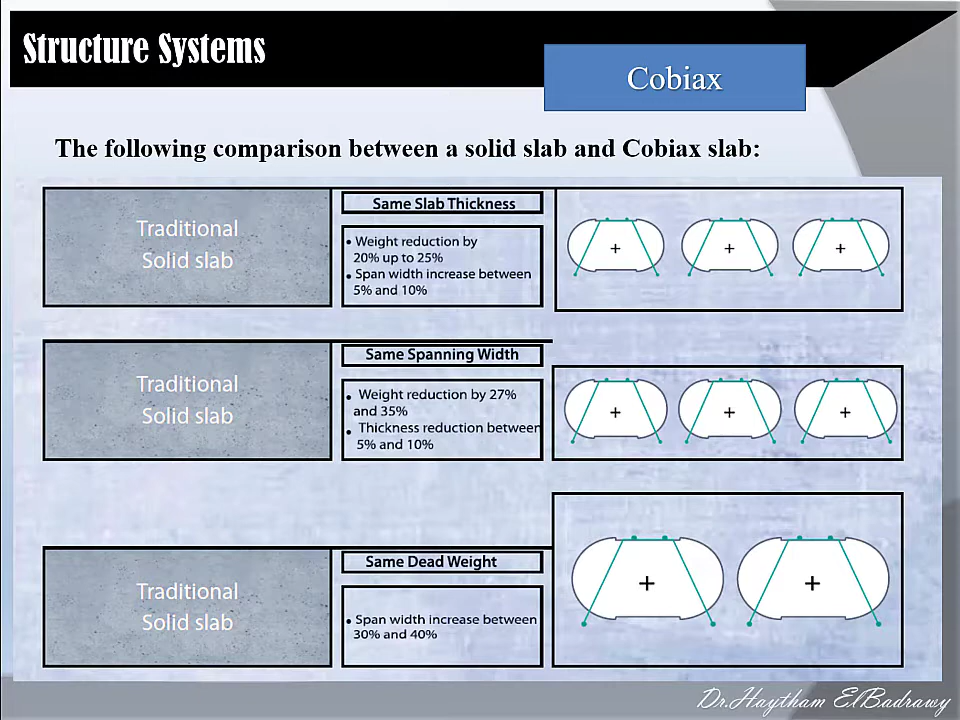 Structure Systems
Cobiax
The following comparison between a solid slab and Cobiax slab:
Traditional
Solid slab
Same Slab Thickness
• Weight reduction by
20% up to 25%
• Span width increase between
5% and 10%
Traditional
Solid slab
Same Spanning Width
• Weight reduction by 27%
and 35%
• Thickness reduction between
5% and 10%
Traditional
Solid slab
Same Dead Weight
• Span width increase between
30% and 40%
Dr.Haytham ElBadrawy